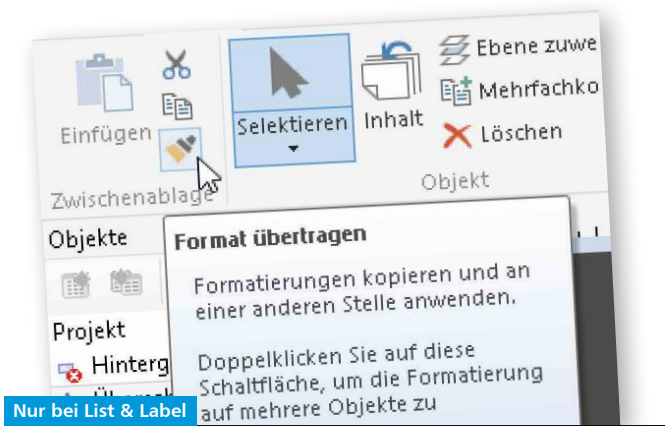 Einfügen
Zwischenablage
Selektieren
Inhalt
Ebene zuwe
Mehrfachko
Löschen
Objekt
Objekte
Projekt
Hinterg
Format übertragen
Formatierungen kopieren und an
einer anderen Stelle anwenden.
Doppelklicken Sie auf diese
Schaltfläche, um die Formatierung
auf mehrere Objekte zu
Nur bei List & Label